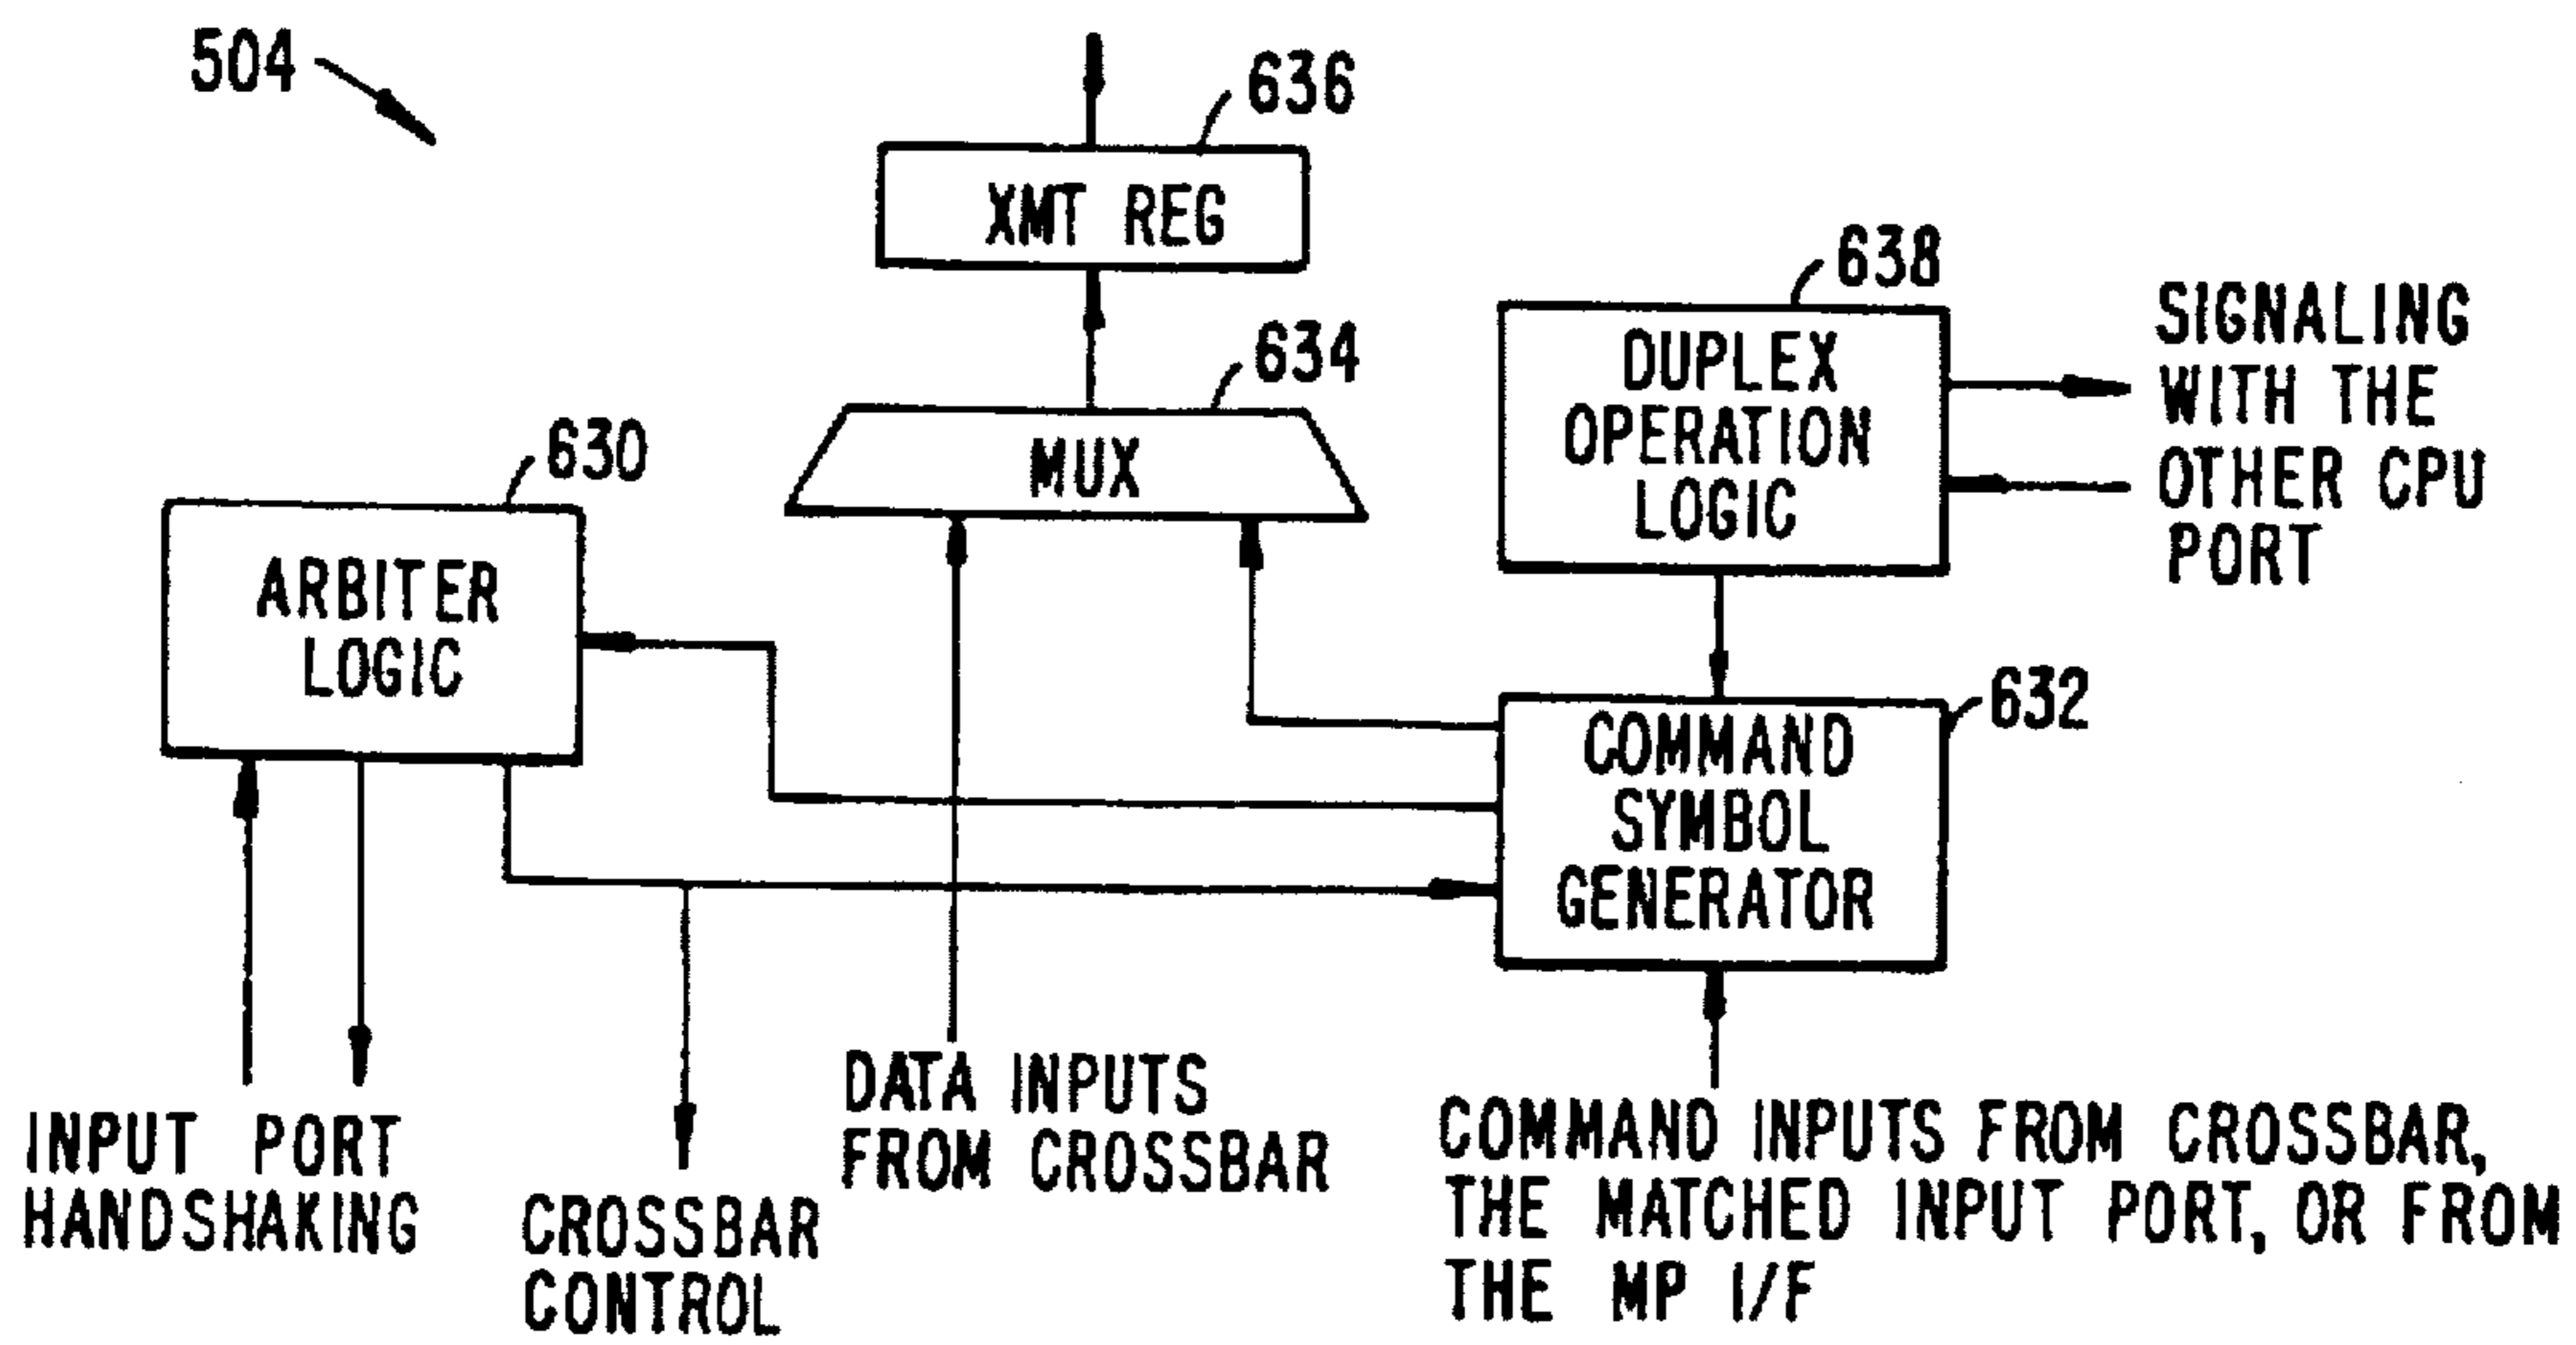 504
636
XMT REG
634
MUX
638
DUPLEX
OPERATION
LOGIC
SIGNALING
WITH THE
OTHER CPU
PORT
630
ARBITER
LOGIC
632
COMMAND
SYMBOL
GENERATOR
INPUT PORT
HANDSHAKING
CROSSBAR
CONTROL
DATA INPUTS
FROM CROSSBAR
COMMAND INPUTS FROM CROSSBAR,
THE MATCHED INPUT PORT, OR FROM
THE MP I/F